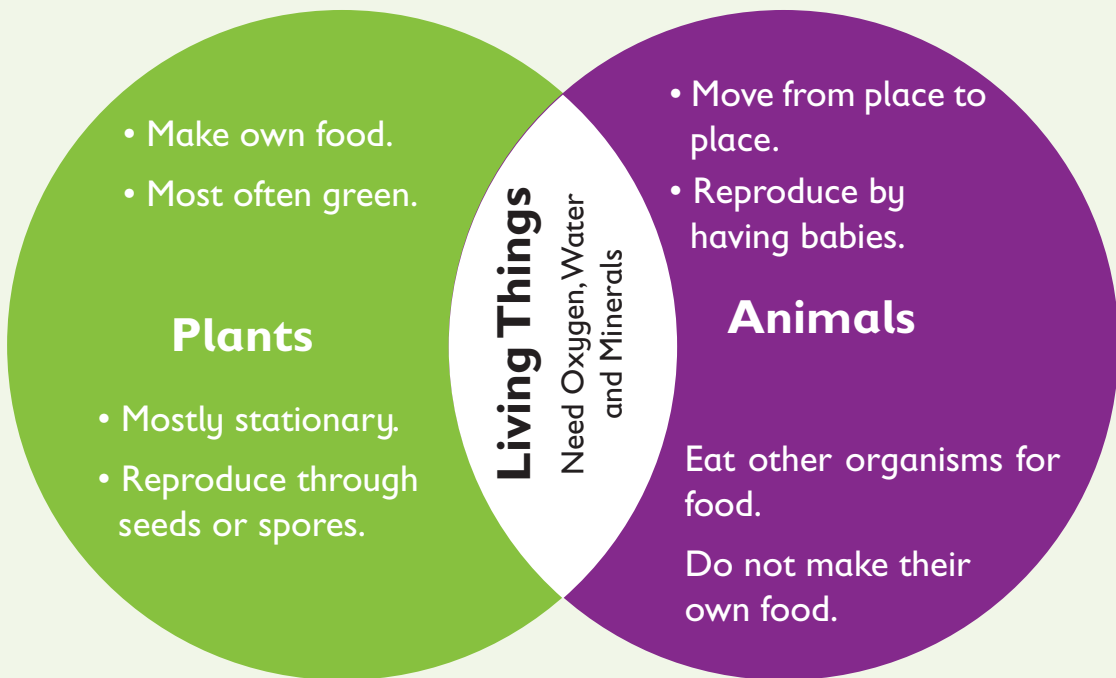 • Make own food.
• Most often green.
Plants
• Mostly stationary.
• Reproduce through
seeds or spores.
Living Things
Need Oxygen, Water
and Minerals
• Move from place to
place.
• Reproduce by
having babies.
Animals
Eat other organisms for
food.
Do not make their
own food.